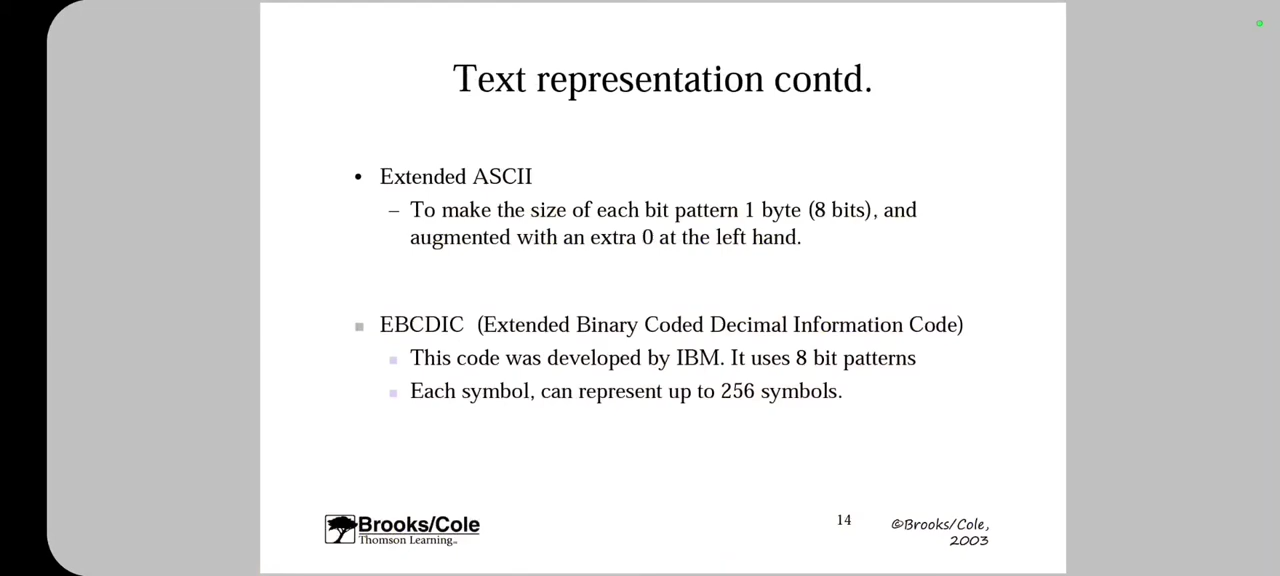 Text representation contd.
• Extended ASCII
– To make the size of each bit pattern 1 byte (8 bits), and
augmented with an extra 0 at the left hand.
EBCDIC (Extended Binary Coded Decimal Information Code)
This code was developed by IBM. It uses 8 bit patterns
Each symbol, can represent up to 256 symbols.
Brooks/Cole
Thomson Learning™
14
©Brooks/Cole,
2003